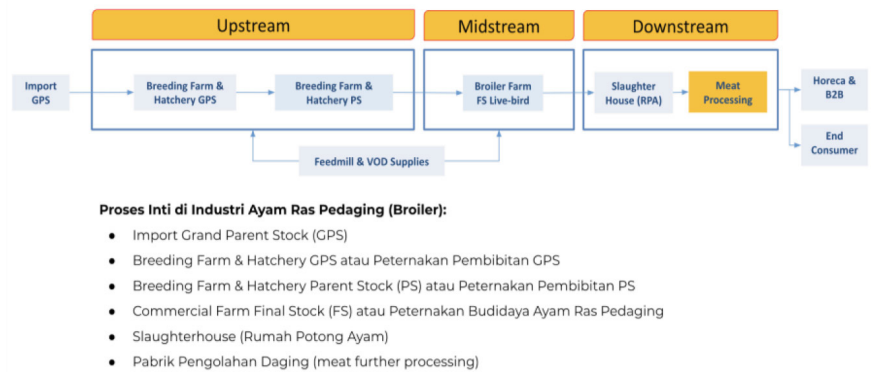 Upstream
Midstream
Downstream
Import
GPS
Breeding Farm &
Hatchery GPS
Breeding Farm &
Hatchery PS
Broiler Farm
FS Live-bird
Slaughter
House (RPA)
Meat
Processing
Horeca &
B2B
End
Consumer
Feedmill & VOD Supplies
Proses Inti di Industri Ayam Ras Pedaging (Broiler):
● Import Grand Parent Stock (GPS)
● Breeding Farm & Hatchery GPS atau Peternakan Pembibitan GPS
● Breeding Farm & Hatchery Parent Stock (PS) atau Peternakan Pembibitan PS
● Commercial Farm Final Stock (FS) atau Peternakan Budidaya Ayam Ras Pedaging
● Slaughterhouse (Rumah Potong Ayam)
● Pabrik Pengolahan Daging (meat further processing)